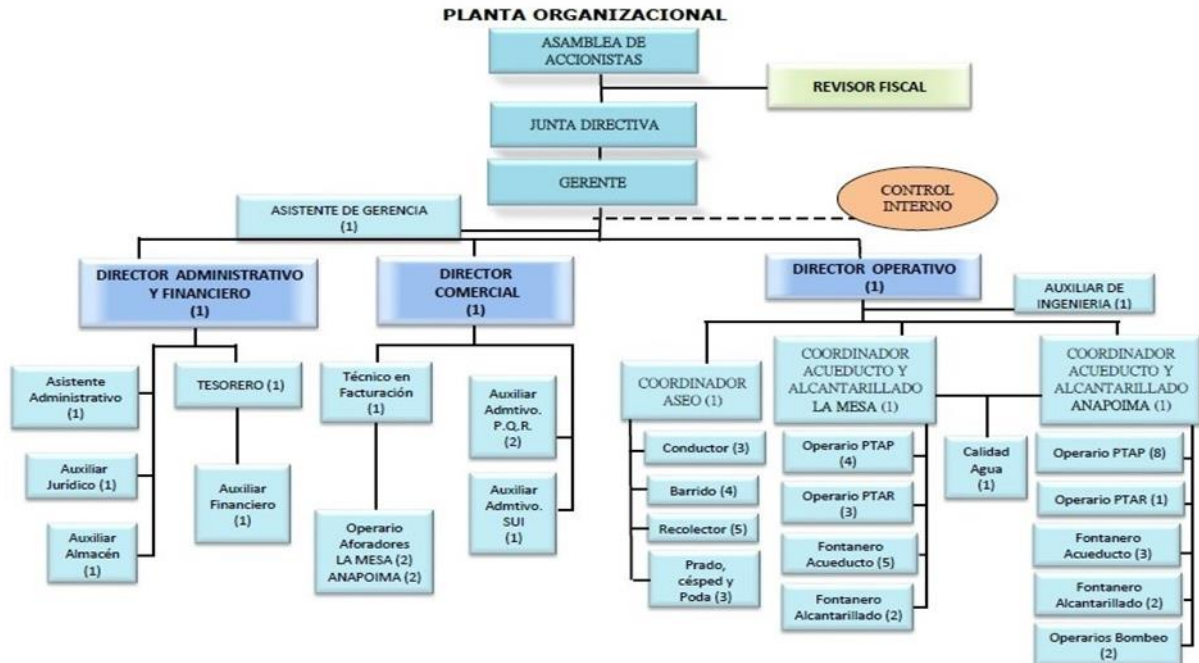 PLANTA ORGANIZACIONAL
ASAMBLEA DE
ACCIONISTAS
REVISOR FISCAL
JUNTA DIRECTIVA
GERENTE
CONTROL
INTERNO
ASISTENTE DE GERENCIA
(1)
DIRECTOR ADMINISTRATIVO
Y FINANCIERO
(1)
DIRECTOR
COMERCIAL
(1)
DIRECTOR OPERATIVO
(1)
AUXILIAR DE
INGENIERIA (1)
Asistente
Administrativo
(1)
TESORERO (1)
Auxiliar
Jurídico (1)
Auxiliar
Financiero
(1)
Auxiliar
Almacén
(1)
Técnico en
Facturación
(1)
Auxiliar
Admtivo.
P.Q.R.
(2)
Auxiliar
Admtivo.
SUI
(1)
Operario
Aforadores
LA MESA (2)
ANAPOIMA (2)
COORDINADOR
ASEO (1)
Conductor (3)
Barrido (4)
Recolector (5)
Prado,
césped y
Poda (3)
COORDINADOR
ACUEDUCTO Y
ALCANTARILLADO
LA MESA (1)
Operario PTAP
(4)
Operario PTAR
(3)
Fontanero
Acueducto (5)
Fontanero
Alcantarillado (2)
Calidad
Agua
(1)
COORDINADOR
ACUEDUCTO Y
ALCANTARILLADO
ANAPOIMA (1)
Operario PTAP (8)
Operario PTAR (1)
Fontanero
Acueducto (3)
Fontanero
Alcantarillado (2)
Operarios Bombeo
(2)